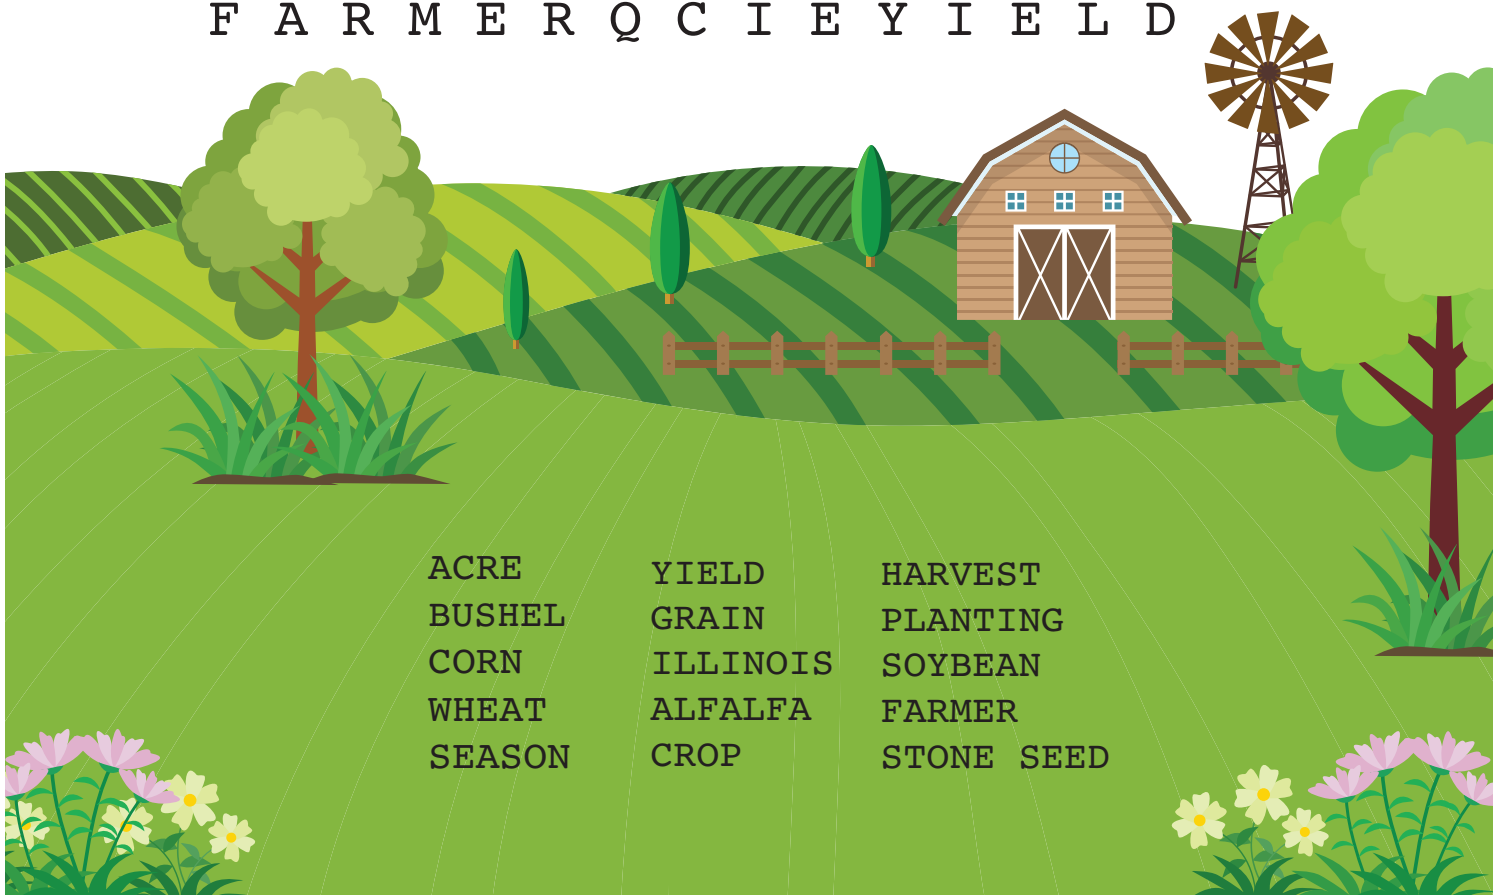 F A R M E R Q C I E Y I E L D
ACRE
BUSHEL
CORN
WHEAT
SEASON
YIELD
GRAIN
ILLINOIS
ALFALFA
CROP
HARVEST
PLANTING
SOYBEAN
FARMER
STONE SEED